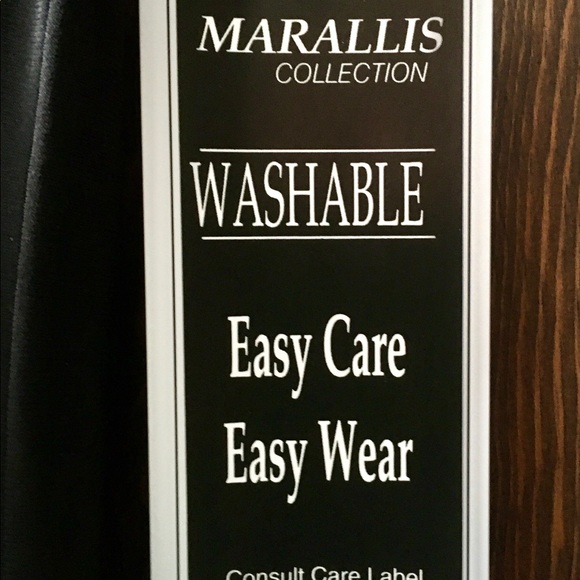 MARALLIS
COLLECTION
WASHABLE
Easy Care
Easy Wear
Consult Care Label